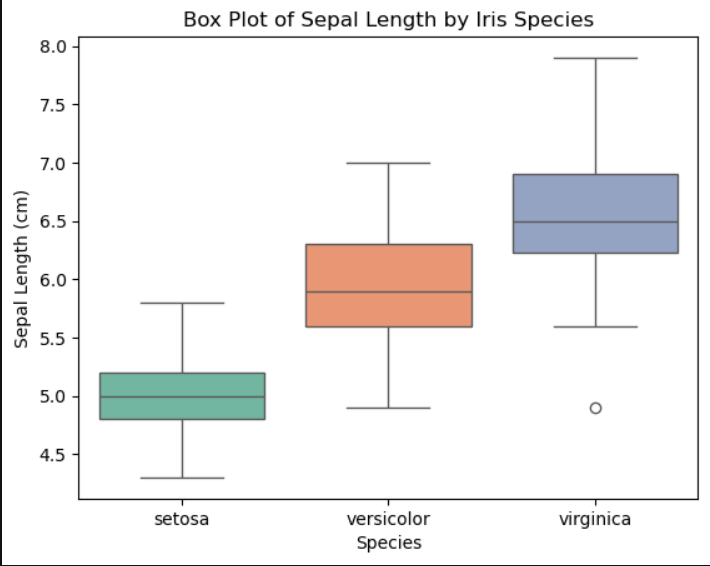 Box Plot of Sepal Length by Iris Species
8.0
7.5
7.0
6.5
6.0
5.5
5.0
4.5
Sepal Length (cm)
setosa versicolor virginica
Species